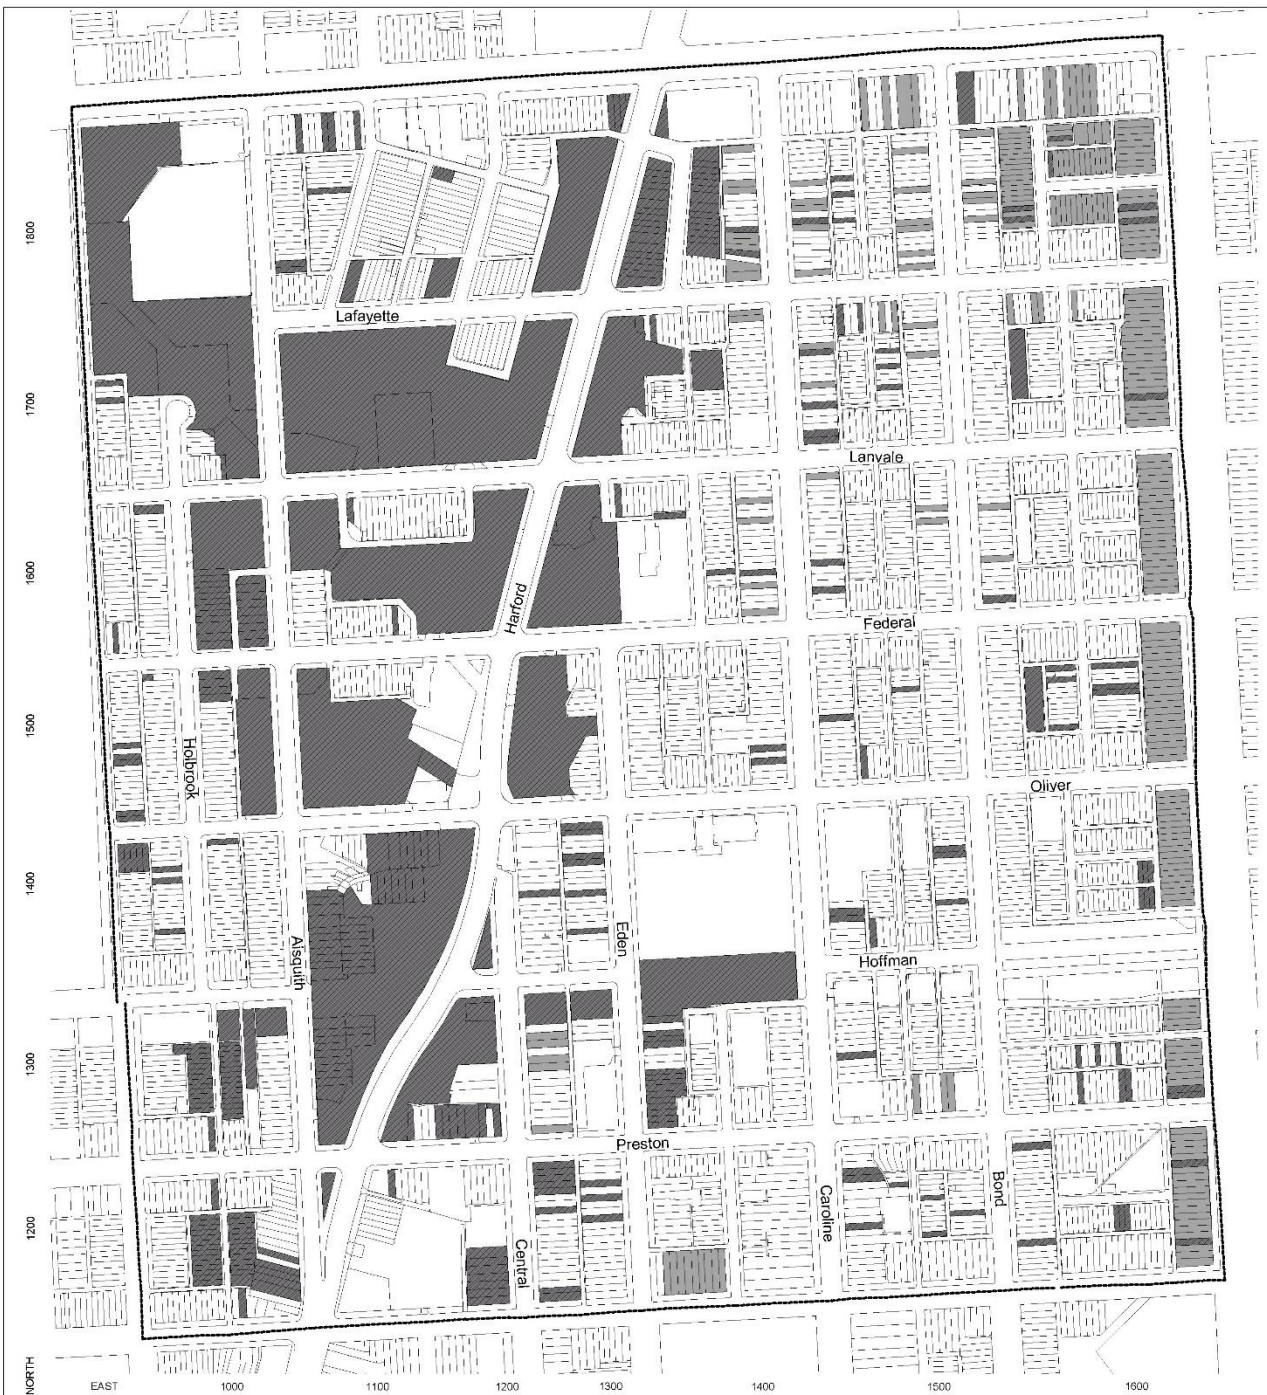 1800
Lafayette
1700
Lanvale
1600
Harford
Federal
1500
Holbrook
Oliver
1400
Aisquith
Eden
Hoffman
1300
Preston
Bond
Caroline
1200
Central
NORTH
EAST 1000 1100 1200 1300 1400 1500 1600